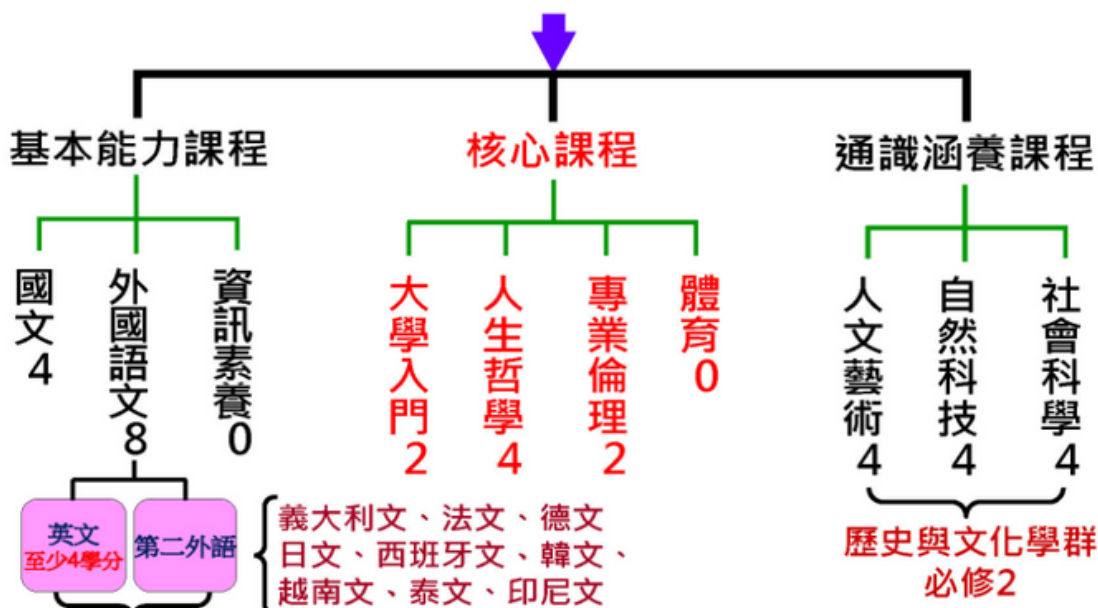 基本能力課程
核心課程
通識涵養課程
國文4
外國語文8
資訊素養0
大學入門2
人生哲學4
專業倫理2
體育0
人文藝術4
自然科技4
社會科學4
英文
至少4學分
第二外語
義大利文、法文、德文
日文、西班牙文、韓文、
越南文、泰文、印尼文
歷史與文化學群
必修2